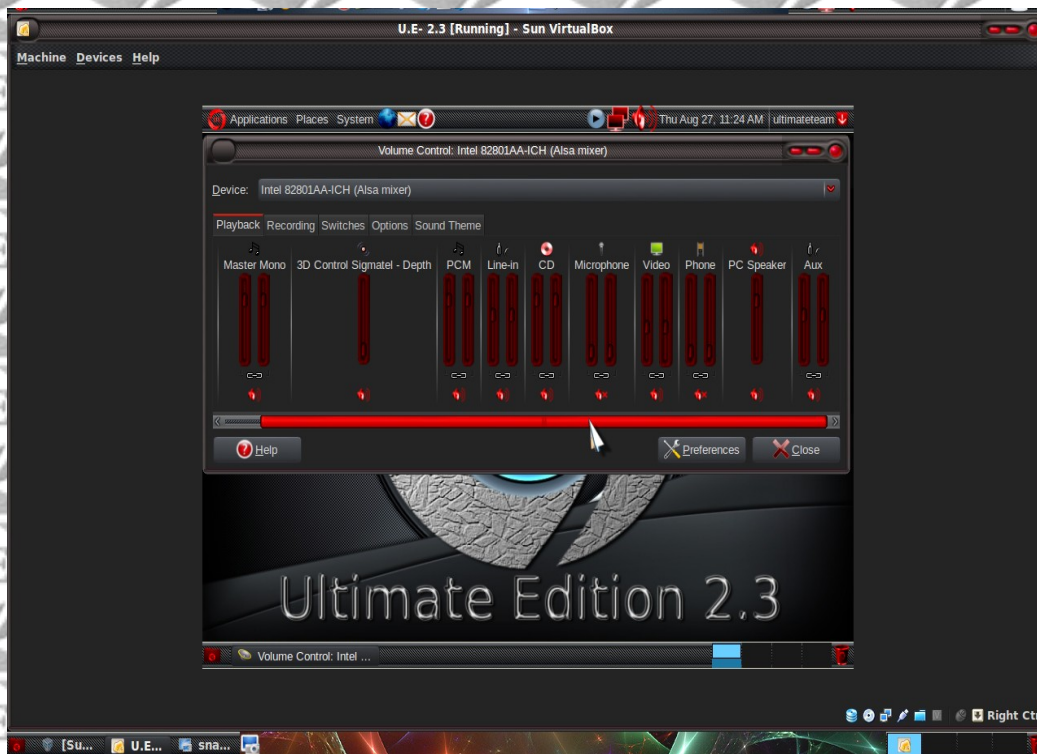 U.E- 2.3 [Running] - Sun VirtualBox
Machine Devices Help
Applications Places System Thu Aug 27, 11:24 AM ultimateteam
Volume Control: Intel 82801AA-ICH (Alsa mixer)
Device: Intel 82801AA-ICH (Alsa mixer)
Playback Recording Switches Options Sound Theme
Master Mono 3D Control Sigmatel - Depth PCM Line-in CD Microphone Video Phone PC Speaker Aux
Help Preferences Close
Ultimate Edition 2.3
Volume Control: Intel ...
Right Ctr
[Su... U.E... sna...